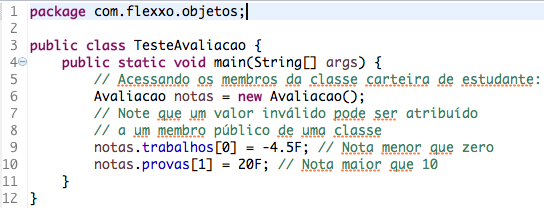 1 package com.flexxo.objetos;
2
3 public class TesteAvaliacao {
4 public static void main(String[] args) {
5 // Acessando os membros da classe carteira de estudante:
6 Avaliacao notas = new Avaliacao();
7 // Note que um valor inválido pode ser atribuído
8 // a um membro público de uma classe
9 notas.trabalhos[0] = -4.5F; // Nota menor que zero
10 notas.provas[1] = 20F; // Nota maior que 10
11 }
12 }